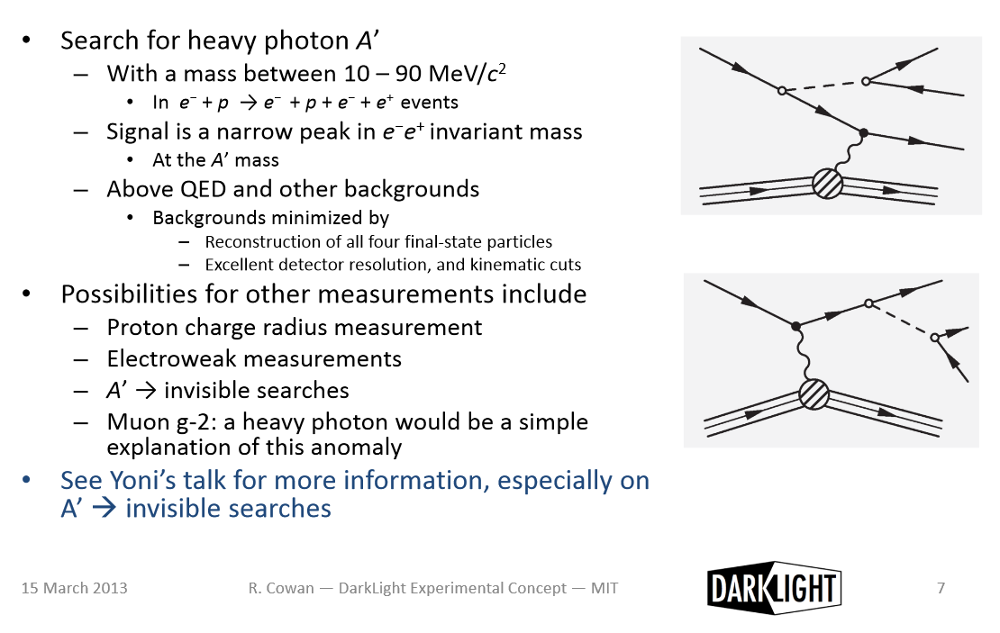 • Search for heavy photon A’
– With a mass between 10 – 90 MeV/c²
• In e⁻ + p → e⁻ + p + e⁻ + e⁺ events
– Signal is a narrow peak in e⁻e⁺ invariant mass
• At the A’ mass
– Above QED and other backgrounds
• Backgrounds minimized by
– Reconstruction of all four final-state particles
– Excellent detector resolution, and kinematic cuts
• Possibilities for other measurements include
– Proton charge radius measurement
– Electroweak measurements
– A’ → invisible searches
– Muon g-2: a heavy photon would be a simple
explanation of this anomaly
• See Yoni’s talk for more information, especially on
A’ → invisible searches
15 March 2013
R. Cowan — DarkLight Experimental Concept — MIT
DARKLIGHT
7